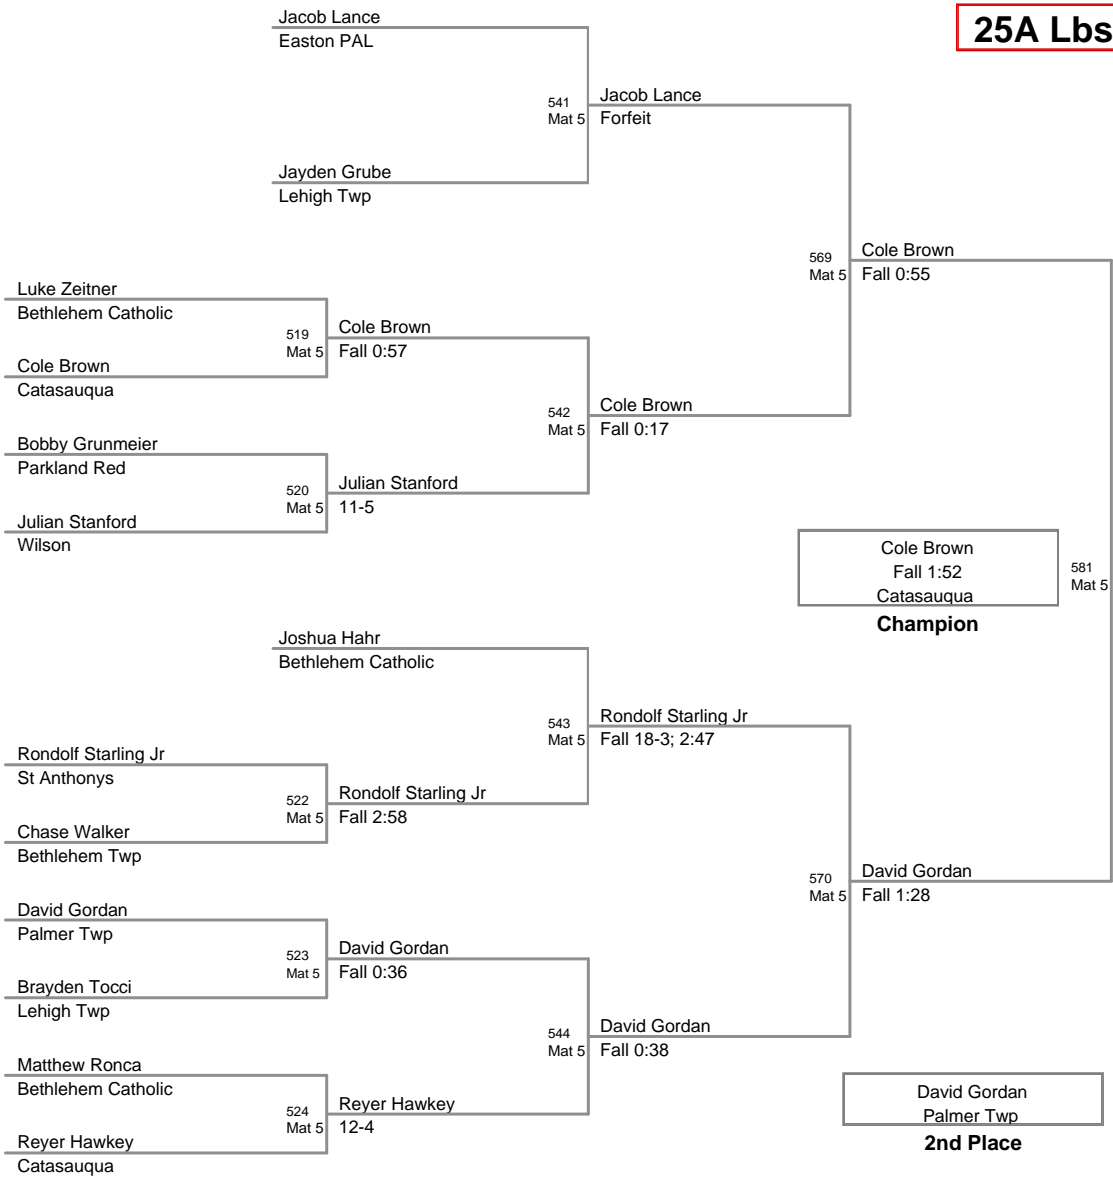 Jacob Lance
Easton PAL
25A Lbs
541
Mat 5
Jacob Lance
Forfeit
Jayden Grube
Lehigh Twp
569
Mat 5
Cole Brown
Fall 0:55
Luke Zeitner
Bethlehem Catholic
519
Mat 5
Cole Brown
Fall 0:57
Cole Brown
Catasauqua
542
Mat 5
Cole Brown
Fall 0:17
Bobby Grunmeier
Parkland Red
520
Mat 5
Julian Stanford
11-5
Julian Stanford
Wilson
Cole Brown
Fall 1:52
Catasauqua
Champion
581
Mat 5
Joshua Hahr
Bethlehem Catholic
543
Mat 5
Rondolf Starling Jr
Fall 18-3; 2:47
Rondolf Starling Jr
St Anthonys
522
Mat 5
Rondolf Starling Jr
Fall 2:58
Chase Walker
Bethlehem Twp
570
Mat 5
David Gordan
Fall 1:28
David Gordan
Palmer Twp
523
Mat 5
David Gordan
Fall 0:36
Brayden Tocci
Lehigh Twp
544
Mat 5
David Gordan
Fall 0:38
Matthew Ronca
Bethlehem Catholic
524
Mat 5
Reyer Hawkey
12-4
Reyer Hawkey
Catasauqua
David Gordan
Palmer Twp
2nd Place